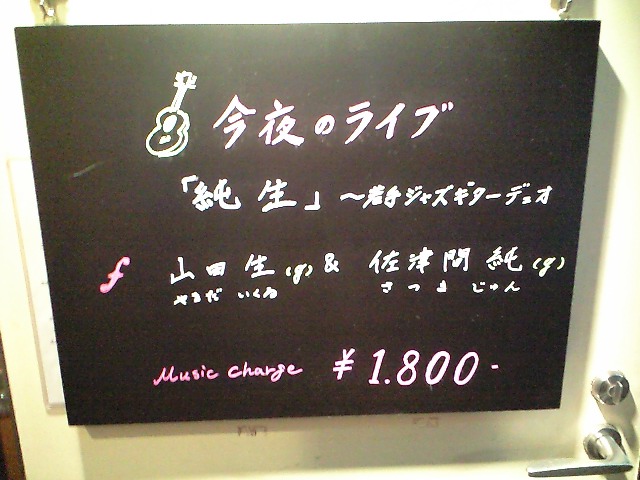 今夜のライブ
「純生」～若手ジャズギターデュオ
f 山田生(g) & 佐津間純(g)
やまだ いくみ さつま じゅん
Music Charge ¥1.800-